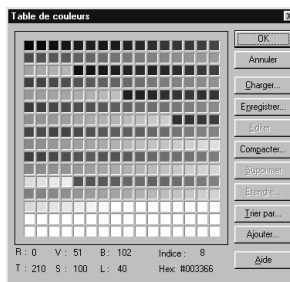 Table de couleurs
OK
Annuler
Charger...
Enregistrer...
Editer...
Compacter...
Supprimer
Etendre...
Trier par...
Ajouter...
Aide
R: 0 V: 51 B: 102 Indice: 8
T: 210 S: 100 L: 40 Hex: #003366